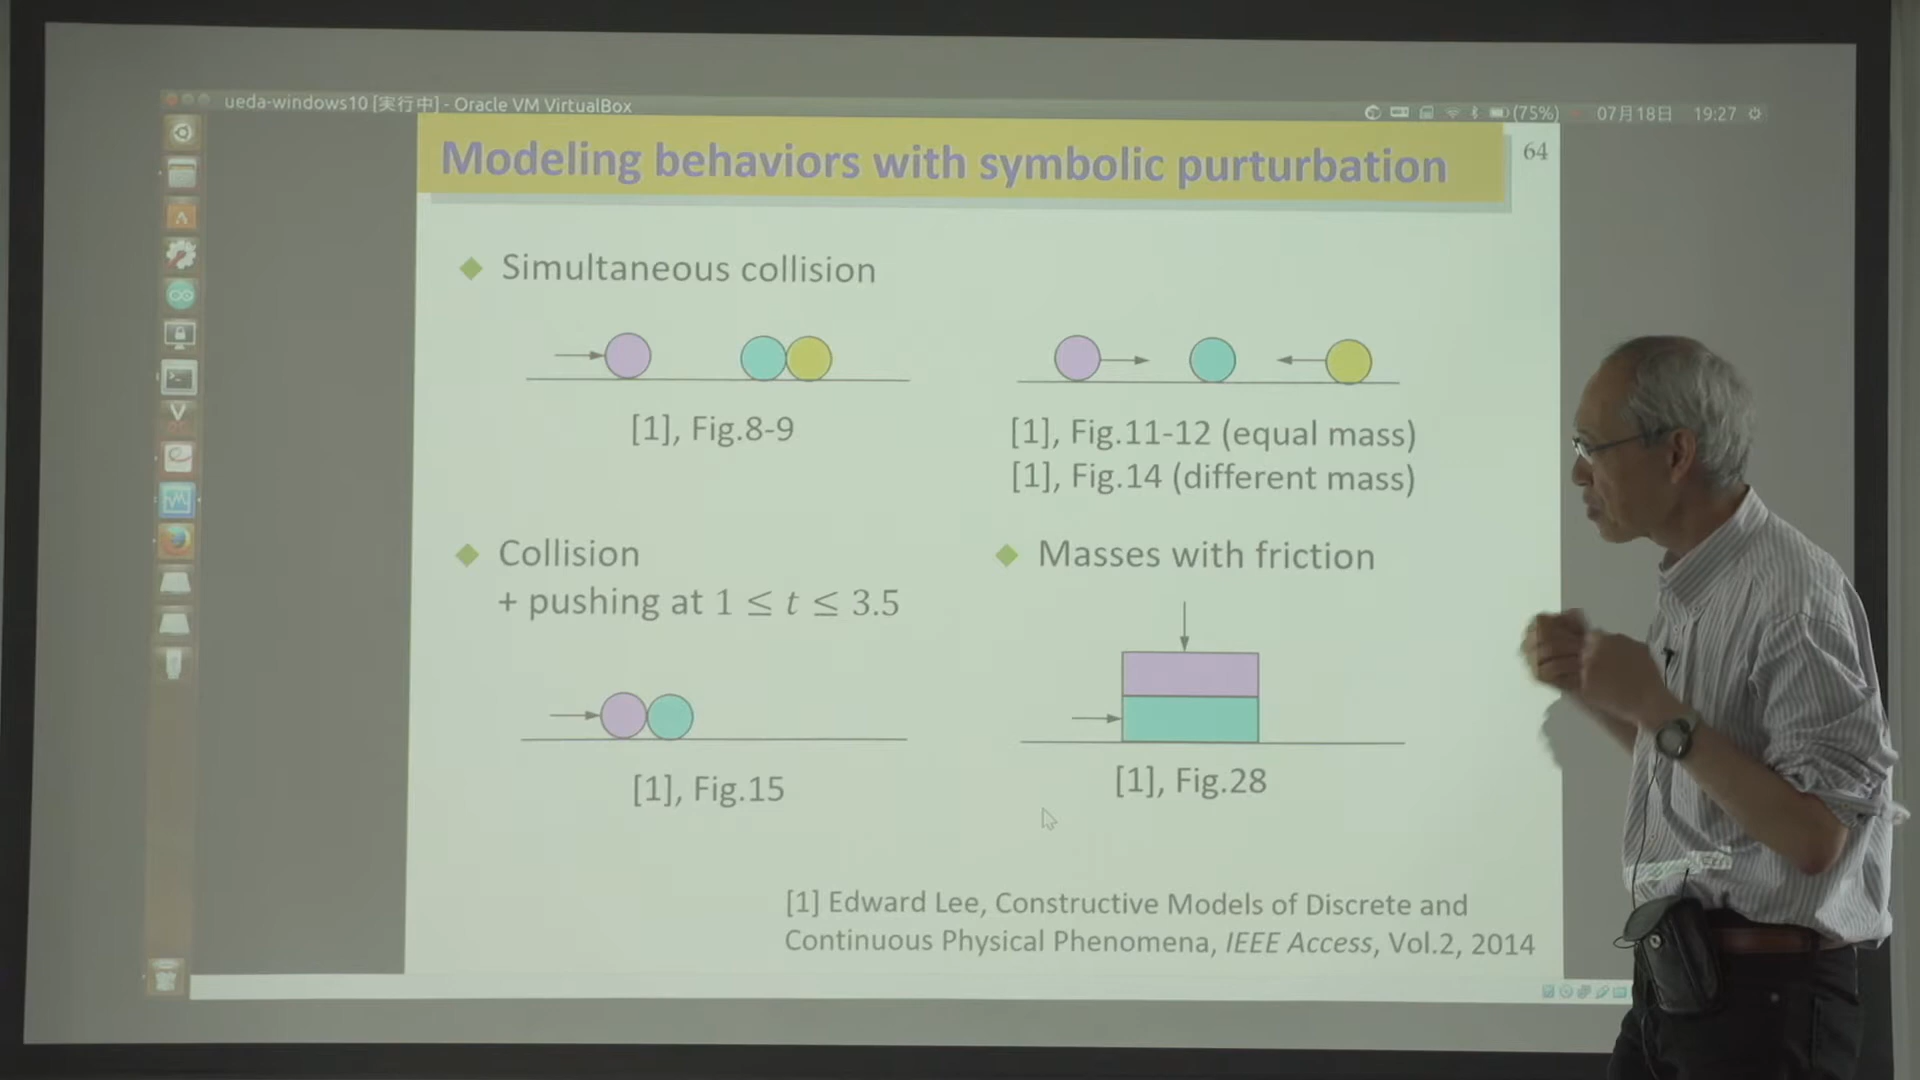 ueda-windows10 [実行中] - Oracle VM VirtualBox
(75%) 07月18日 19:27
Modeling behaviors with symbolic purturbation
64
Simultaneous collision
[1], Fig.8-9
[1], Fig.11-12 (equal mass)
[1], Fig.14 (different mass)
Collision
+ pushing at 1 ≤ t ≤ 3.5
[1], Fig.15
Masses with friction
[1], Fig.28
[1] Edward Lee, Constructive Models of Discrete and
Continuous Physical Phenomena, IEEE Access, Vol.2, 2014